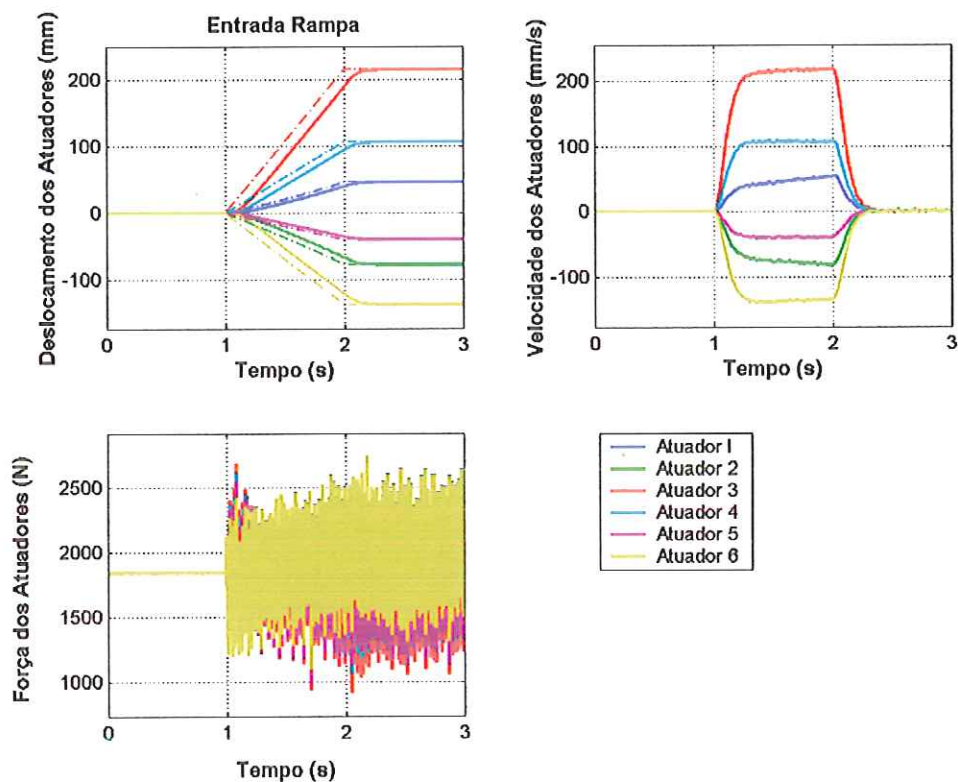 Entrada Rampa
Deslocamento dos Atuadores (mm)
200
100
0
-100
0 1 2 3
Tempo (s)
Velocidade dos Atuadores (mm/s)
200
100
0
-100
0 1 2 3
Tempo (s)
Força dos Atuadores (N)
2500
2000
1500
1000
0 1 2 3
Tempo (s)
Atuador 1
Atuador 2
Atuador 3
Atuador 4
Atuador 5
Atuador 6